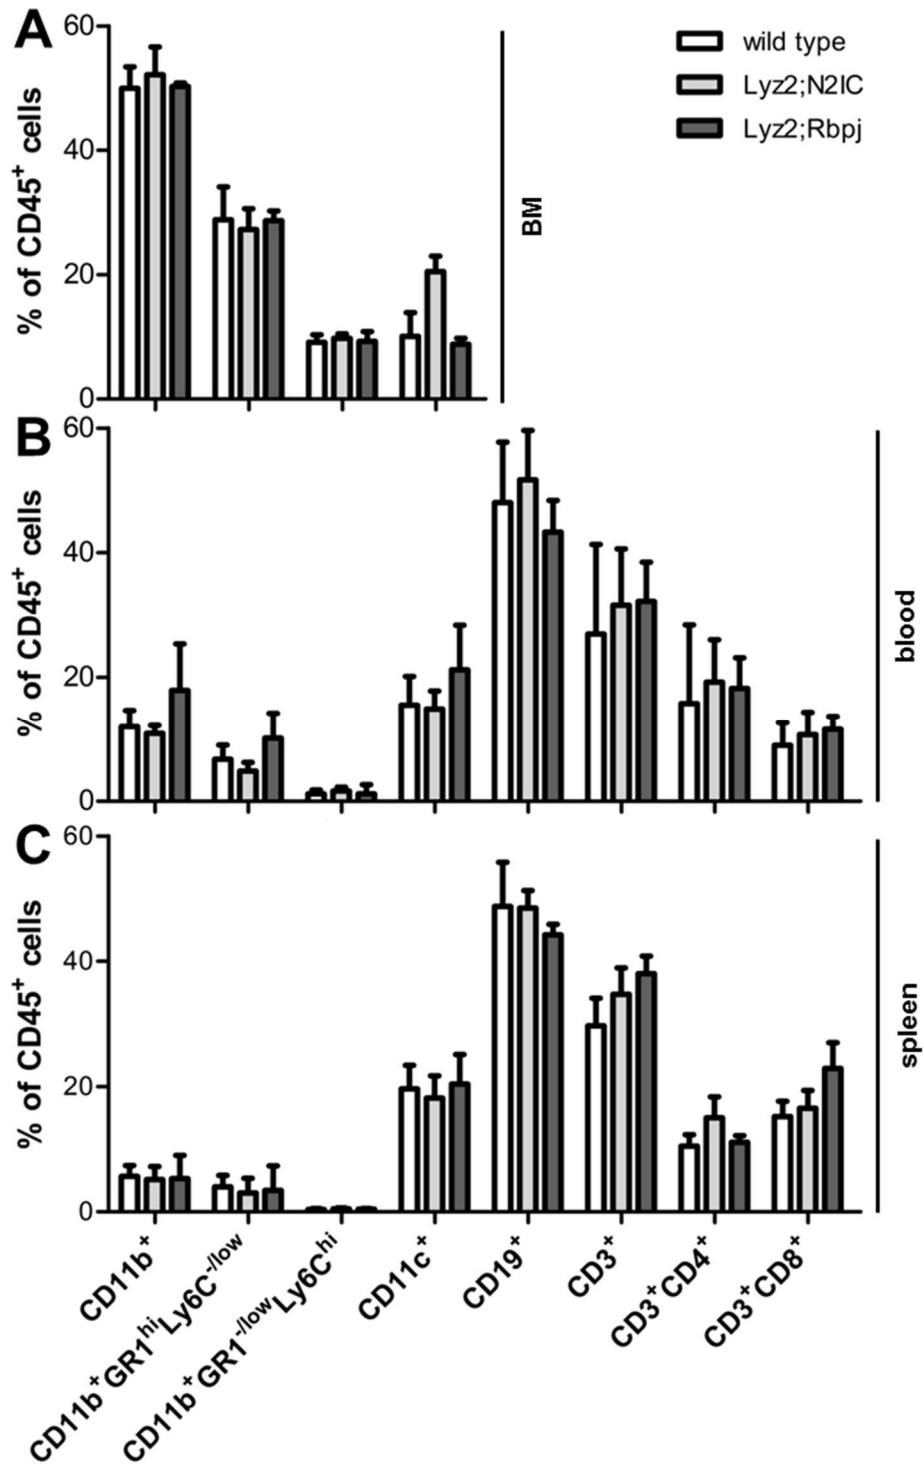 A
60
40
20
0
% of CD45⁺ cells
BM
wild type
Lyz2;N2IC
Lyz2;Rbpj
B
60
40
20
0
% of CD45⁺ cells
blood
C
60
40
20
0
% of CD45⁺ cells
spleen
CD11b⁺
CD11b⁺GR1ʰⁱLy6C⁻/ˡᵒʷ
CD11b⁺GR1⁻/ˡᵒʷLy6Cʰⁱ
CD11c⁺
CD19⁺
CD3⁺
CD3⁺CD4⁺
CD3⁺CD8⁺